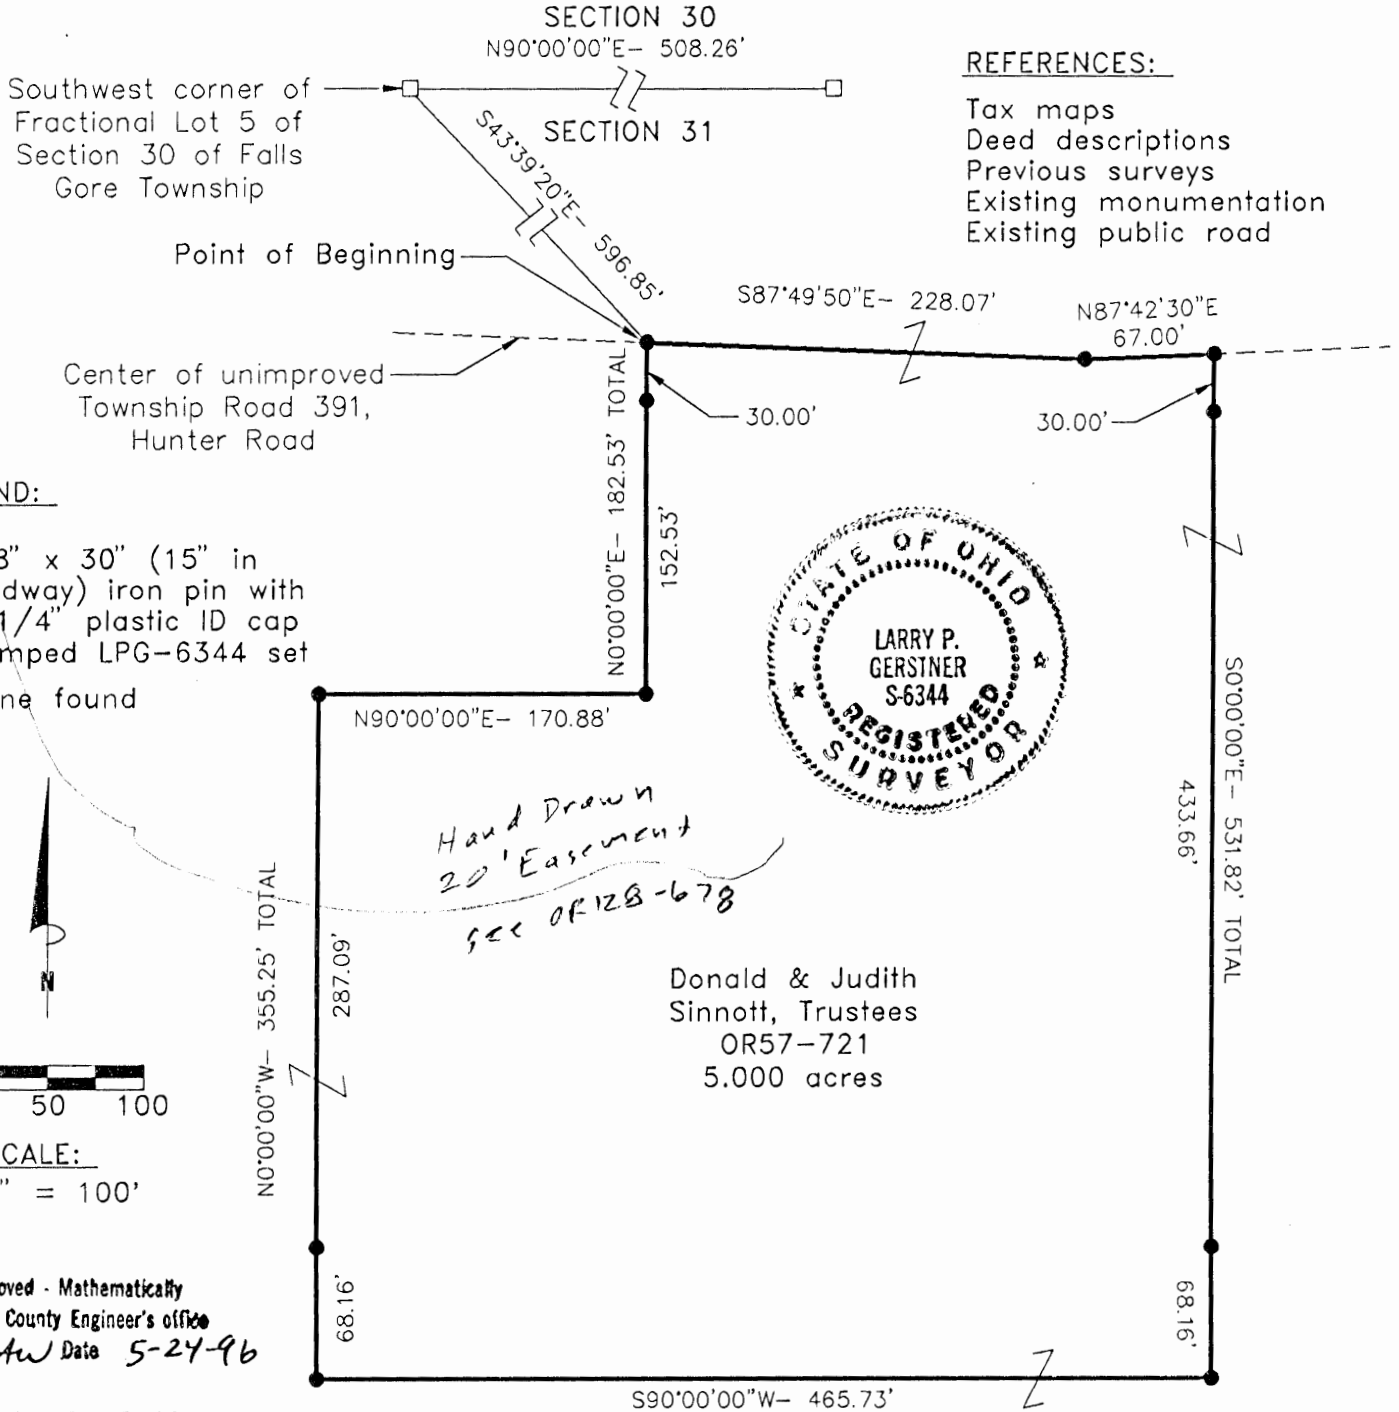 SECTION 30
N90°00'00"E- 508.26'
SECTION 31
Southwest corner of
Fractional Lot 5 of
Section 30 of Falls
Gore Township
S43°39'20"E- 596.85'
REFERENCES:
Tax maps
Deed descriptions
Previous surveys
Existing monumentation
Existing public road
Point of Beginning
S87°49'50"E- 228.07'
N87°42'30"E
67.00'
Center of unimproved
Township Road 391,
Hunter Road
30.00'
30.00'
N0°00'00"E- 182.53' TOTAL
152.53'
ND:
8" x 30" (15" in
dway) iron pin with
1/4" plastic ID cap
mped LPG-6344 set
ne found
STATE OF OHIO
LARRY P.
GERSTNER
S-6344
REGISTERED
SURVEYOR
N90°00'00"E- 170.88'
S0°00'00"E- 531.82' TOTAL
433.66'
Hand Drawn
20' Easement
see OR128-678
N0°00'00"W- 355.25' TOTAL
287.09'
N
Donald & Judith
Sinnott, Trustees
OR57-721
5.000 acres
50 100
CALE:
" = 100'
68.16'
68.16'
oved - Mathematically
County Engineer's office
AW Date 5-24-96
S90°00'00"W- 465.73'